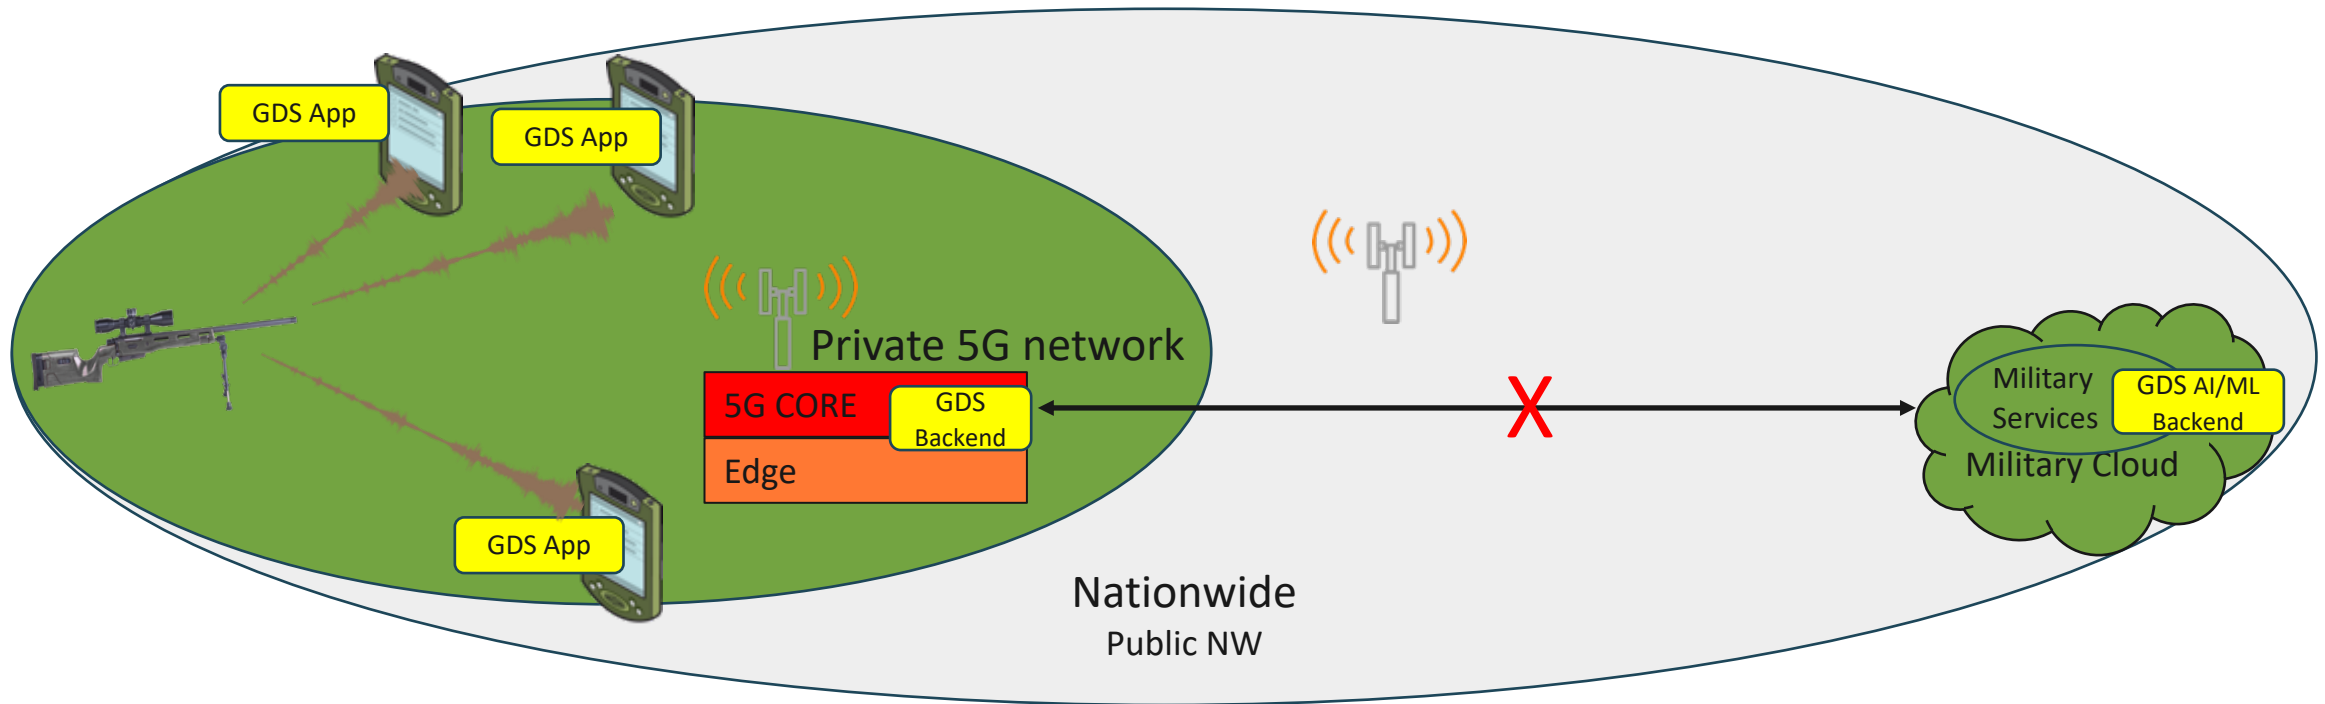 GDS App
GDS App
Private 5G network
5G CORE
GDS
Backend
Edge
GDS App
X
Military
Services
GDS AI/ML
Backend
Military Cloud
Nationwide
Public NW